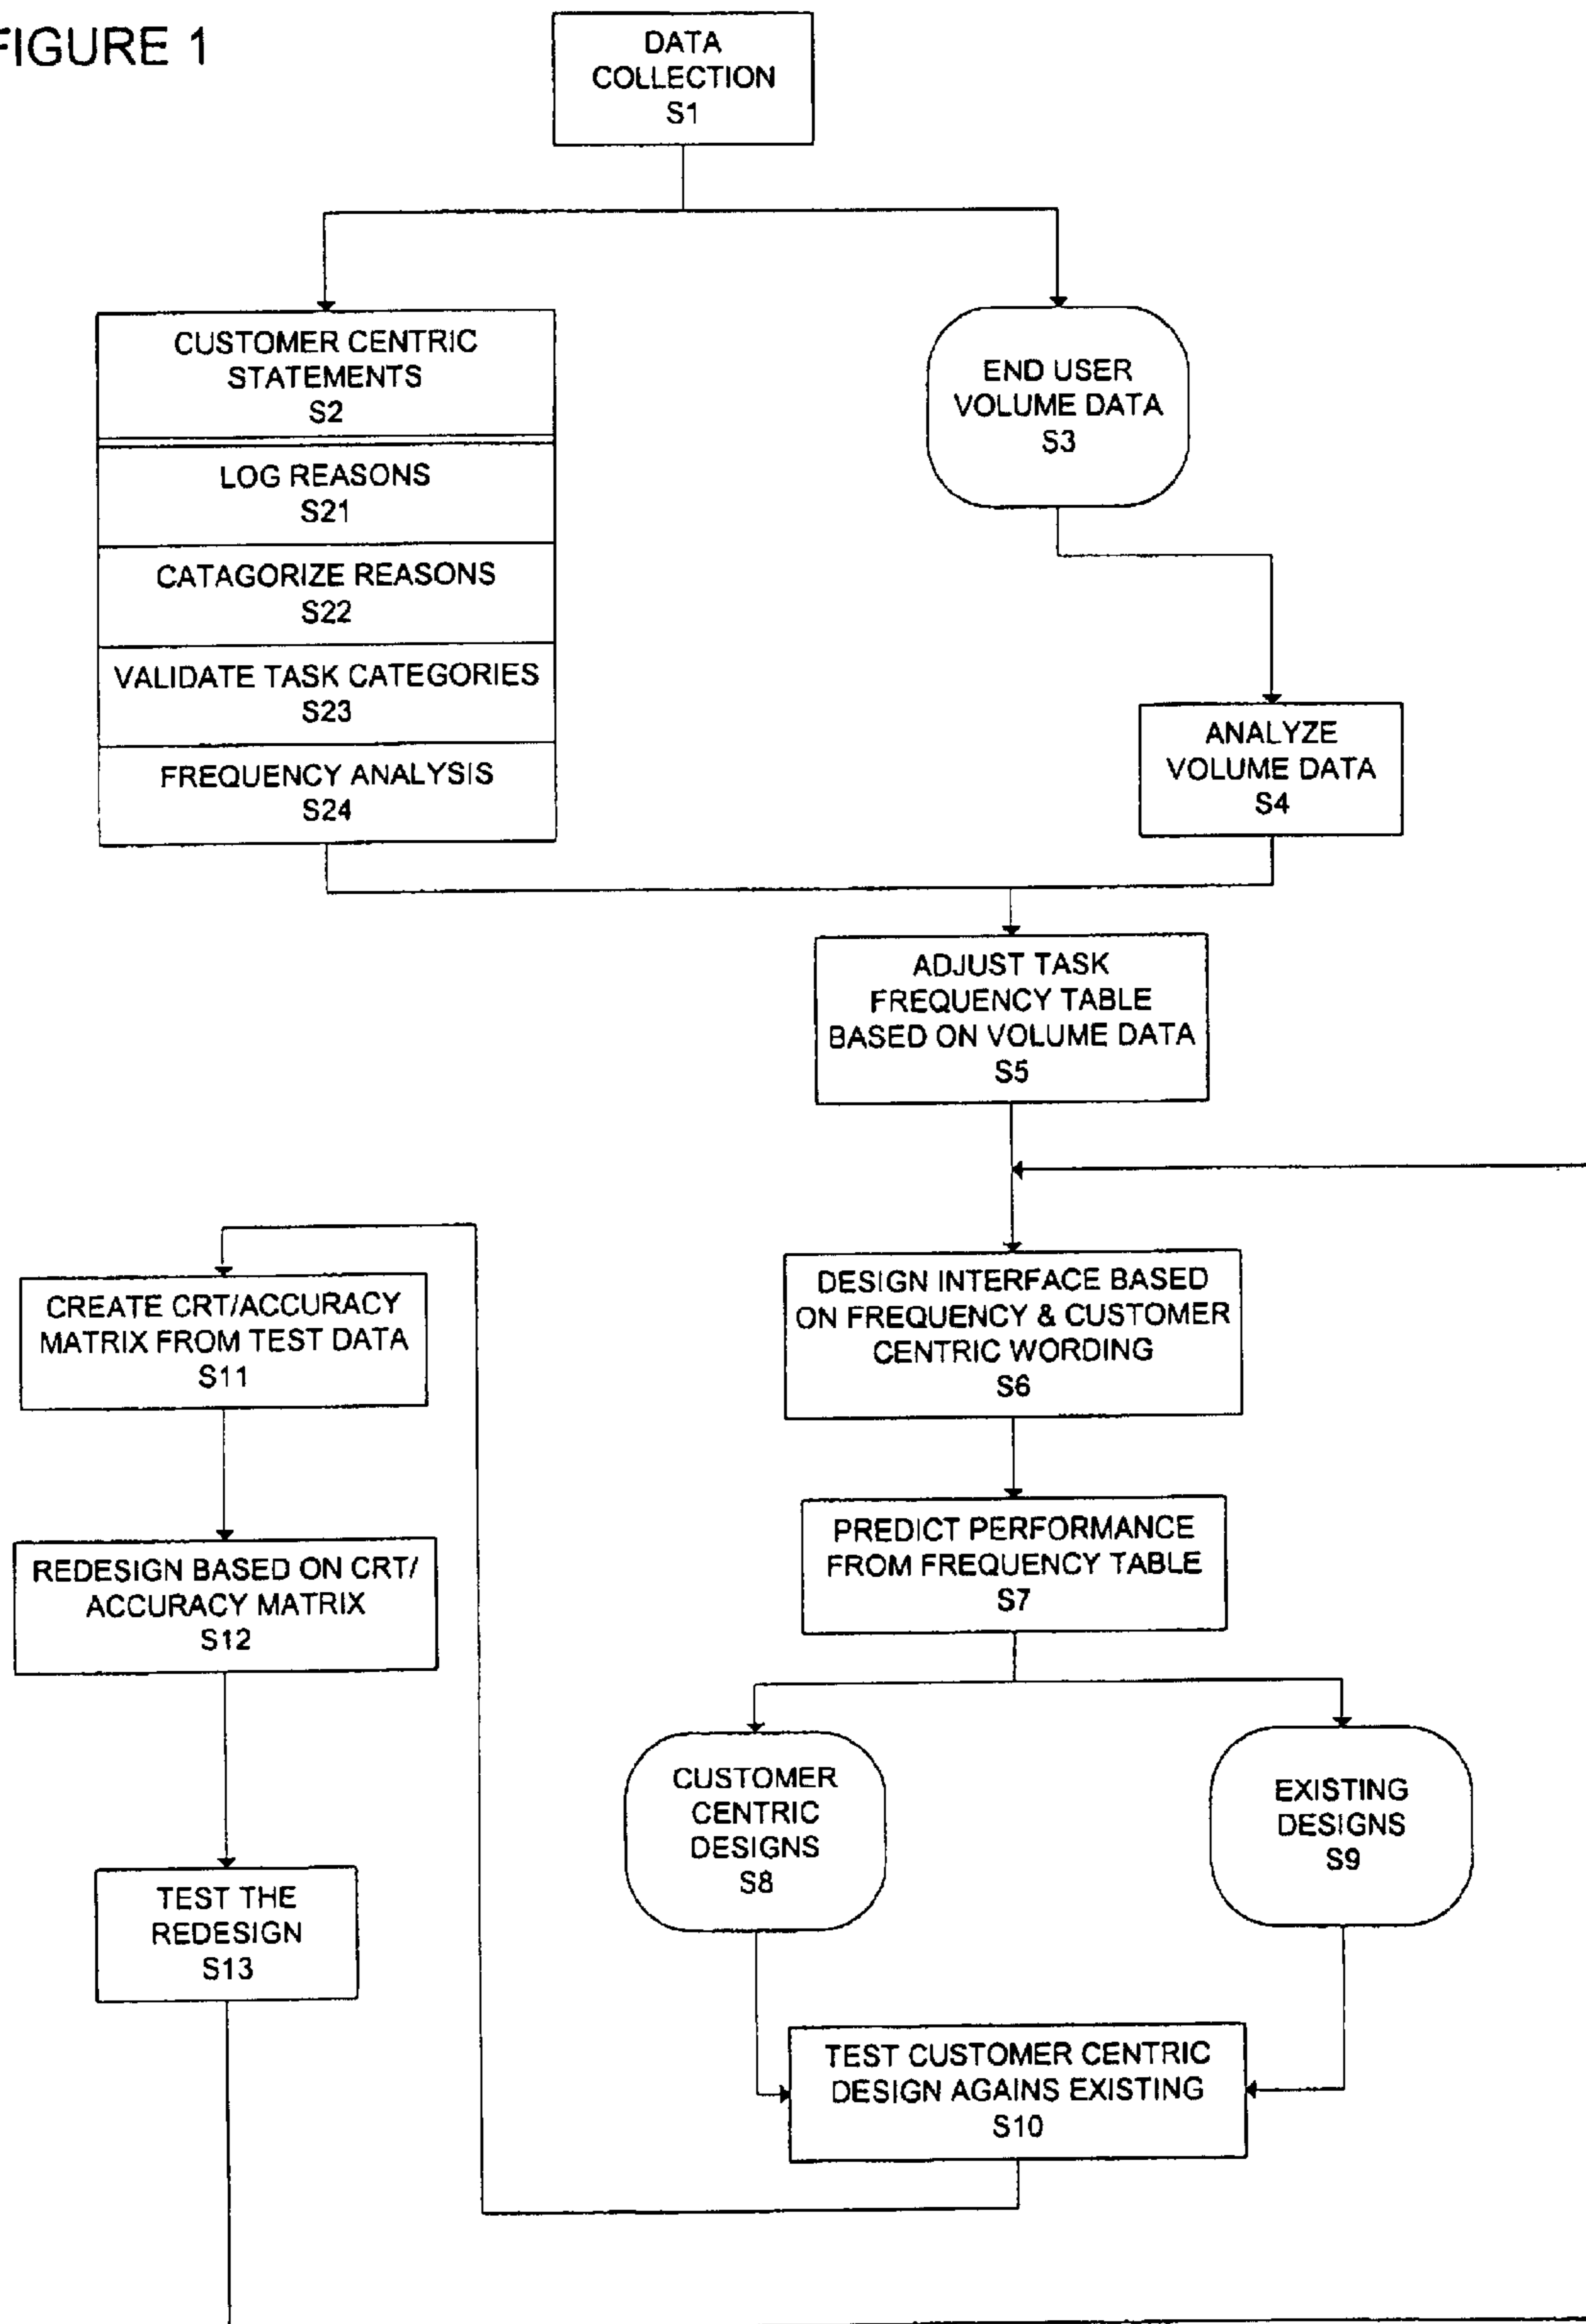 FIGURE 1
DATA
COLLECTION
S1
CUSTOMER CENTRIC
STATEMENTS
S2
LOG REASONS
S21
CATAGORIZE REASONS
S22
VALIDATE TASK CATEGORIES
S23
FREQUENCY ANALYSIS
S24
END USER
VOLUME DATA
S3
ANALYZE
VOLUME DATA
S4
ADJUST TASK
FREQUENCY TABLE
BASED ON VOLUME DATA
S5
DESIGN INTERFACE BASED
ON FREQUENCY & CUSTOMER
CENTRIC WORDING
S6
PREDICT PERFORMANCE
FROM FREQUENCY TABLE
S7
CUSTOMER
CENTRIC
DESIGNS
S8
EXISTING
DESIGNS
S9
TEST CUSTOMER CENTRIC
DESIGN AGAINS EXISTING
S10
CREATE CRT/ACCURACY
MATRIX FROM TEST DATA
S11
REDESIGN BASED ON CRT/
ACCURACY MATRIX
S12
TEST THE
REDESIGN
S13